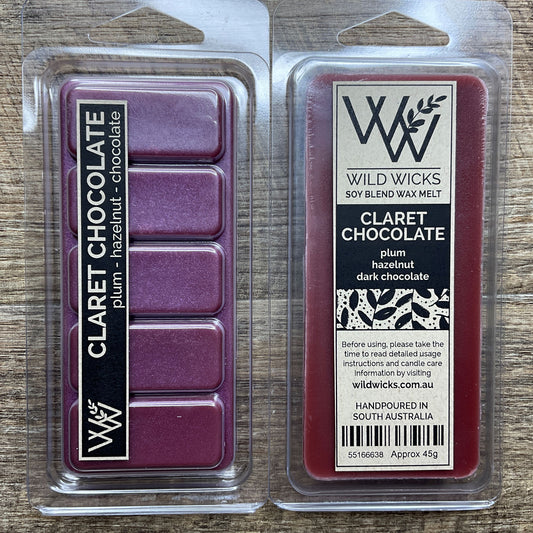 CLARET CHOCOLATE
plum - hazelnut - chocolate
WW
WW
WILD WICKS
SOY BLEND WAX MELT
CLARET
CHOCOLATE
plum
hazelnut
dark chocolate
Before using, please take the
time to read detailed usage
instructions and candle care
information by visiting
wildwicks.com.au
HANDPOURED IN
SOUTH AUSTRALIA
55166638 Approx 45g